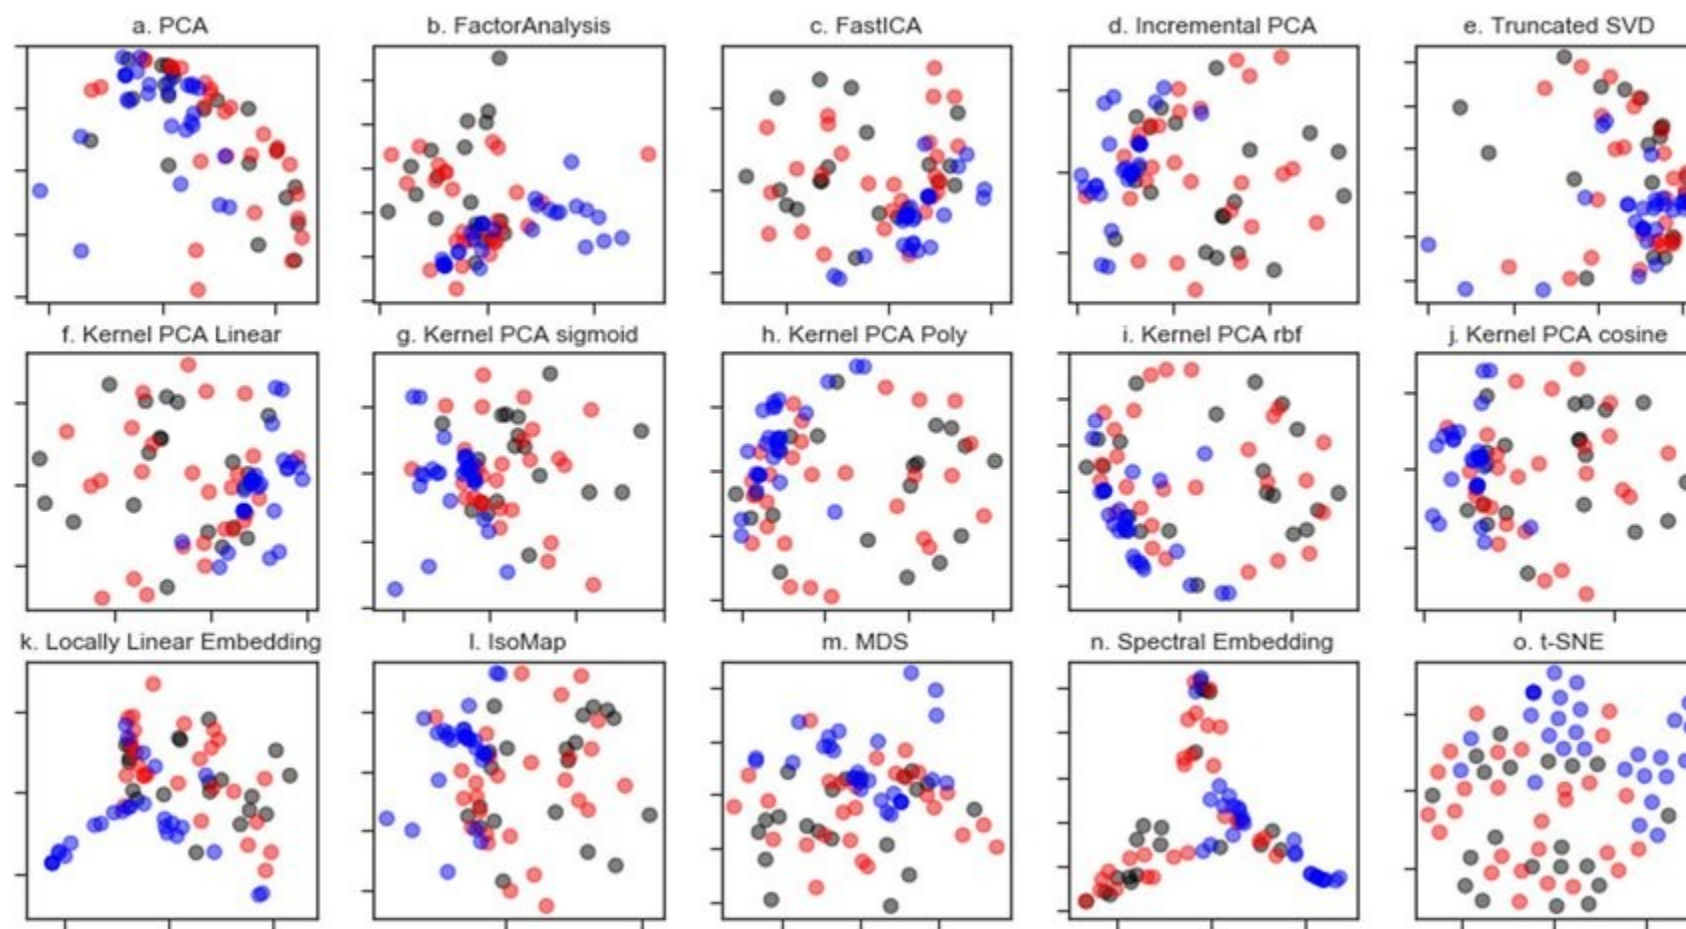 a. PCA
b. FactorAnalysis
c. FastICA
d. Incremental PCA
e. Truncated SVD
f. Kernel PCA Linear
g. Kernel PCA sigmoid
h. Kernel PCA Poly
i. Kernel PCA rbf
j. Kernel PCA cosine
k. Locally Linear Embedding
l. IsoMap
m. MDS
n. Spectral Embedding
o. t-SNE